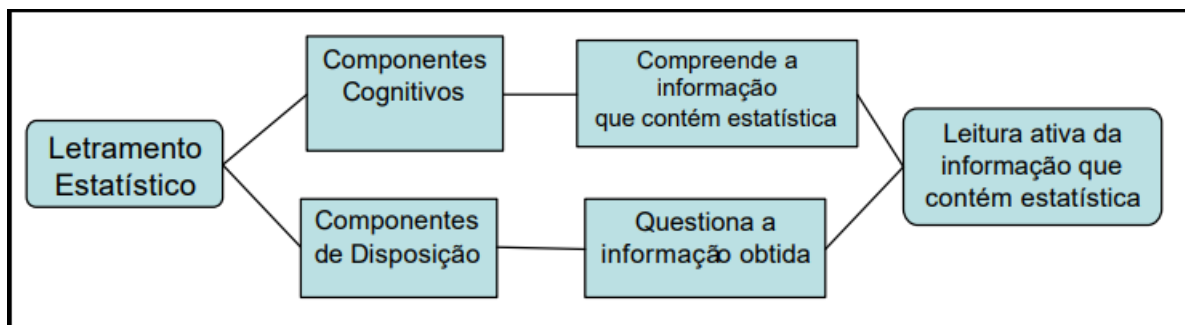 Letramento
Estatístico
Componentes
Cognitivos
Compreende a
informação
que contém estatística
Componentes
de Disposição
Questiona a
informação obtida
Leitura ativa da
informação que
contém estatística